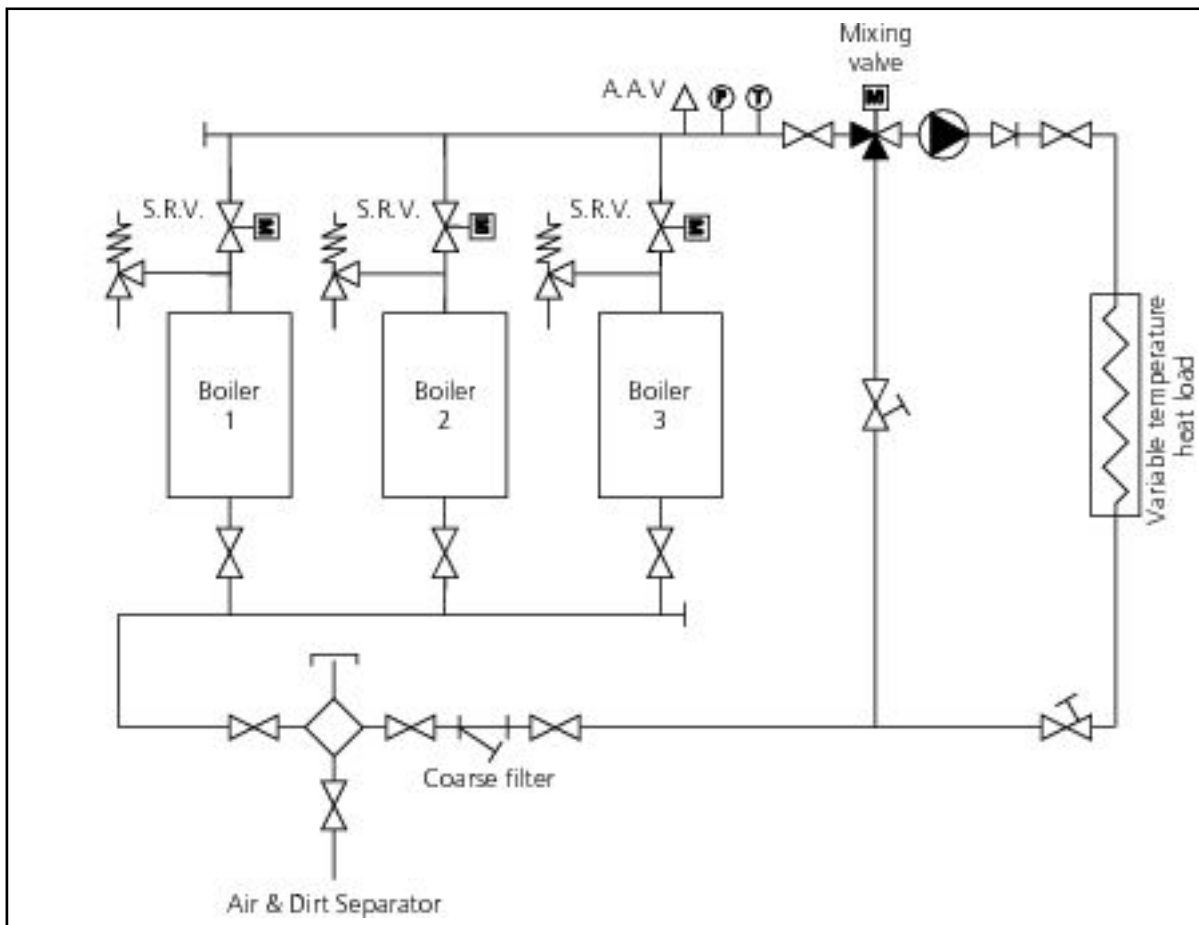 Mixing
valve
A.A.V
P
T
M
S.R.V.
S.R.V.
S.R.V.
M
M
M
Boiler
1
Boiler
2
Boiler
3
Variable temperature
heat load
Coarse filter
Air & Dirt Separator